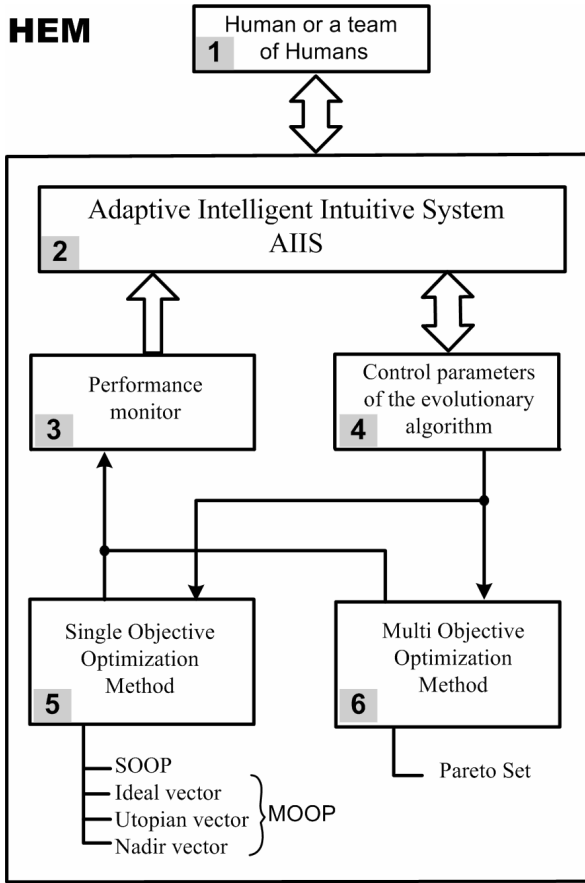 HEM
Human or a team
of Humans
1
Adaptive Intelligent Intuitive System
AIIS
2
Performance
monitor
3
Control parameters
of the evolutionary
algorithm
4
Single Objective
Optimization
Method
5
Multi Objective
Optimization
Method
6
SOOP
Ideal vector
Utopian vector
Nadir vector
MOOP
Pareto Set